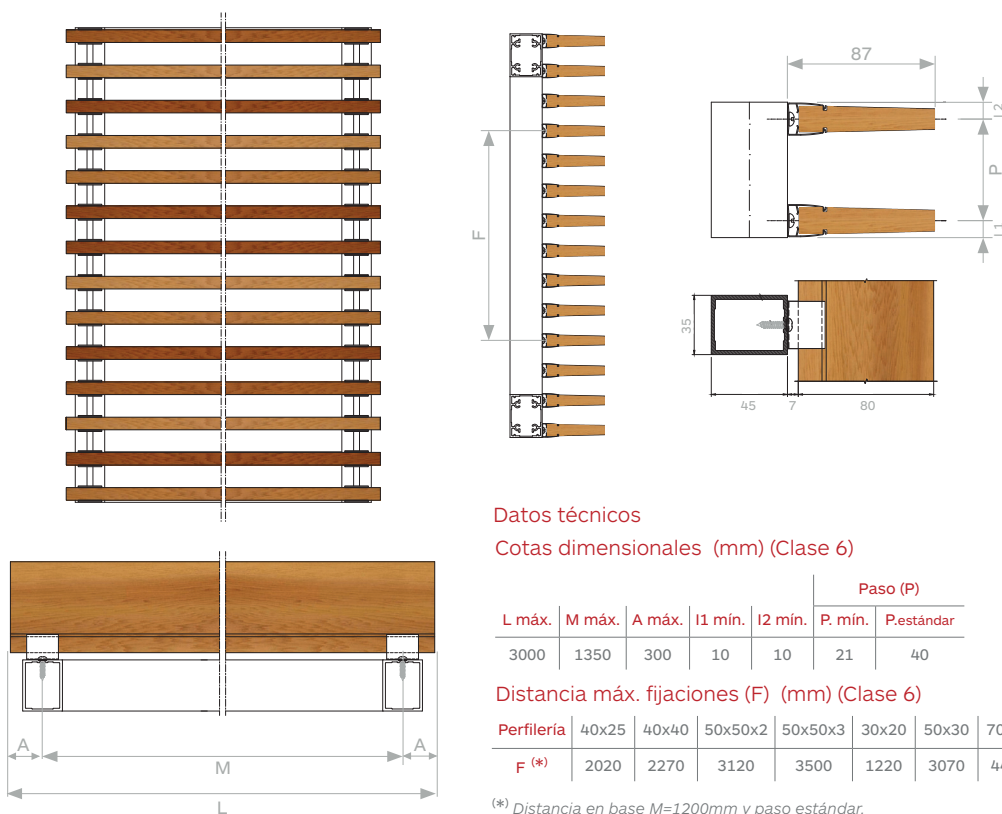 87
I2
P
I1
F
35
45 7 80
A M A
L
Datos técnicos
Cotas dimensionales (mm) (Clase 6)
Paso (P)
L máx. M máx. A máx. I1 mín. I2 mín. P. mín. P.estándar
3000 1350 300 10 10 21 40
Distancia máx. fijaciones (F) (mm) (Clase 6)
Perfilería 40x25 40x40 50x50x2 50x50x3 30x20 50x30
F (*) 2020 2270 3120 3500 1220 3070
(*) Distancia en base M=1200mm y paso estándar.